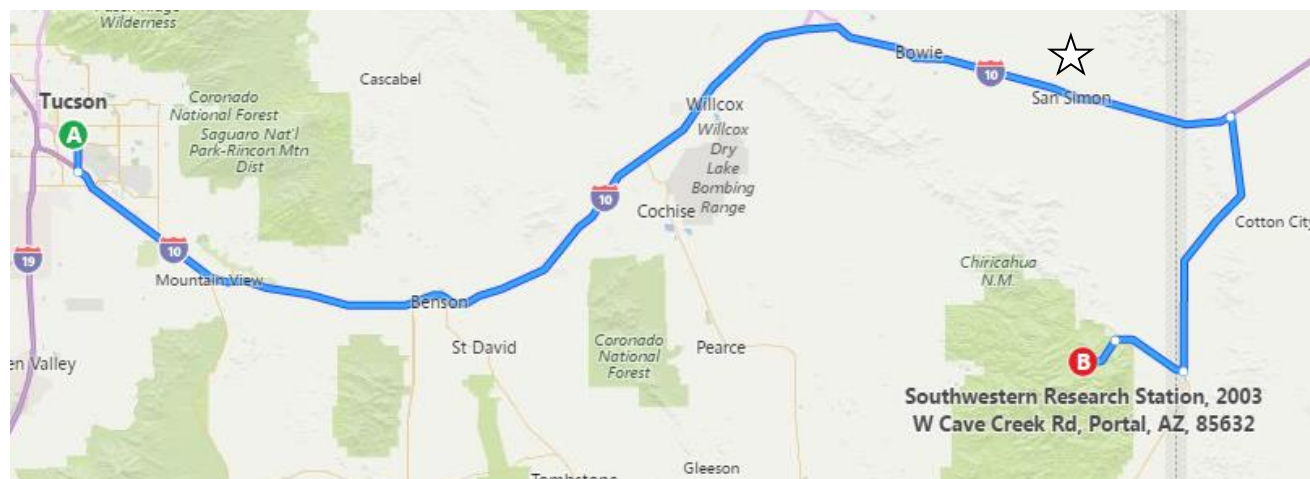 Wilderness
Cascabel
Tucson
A
Coronado
National Forest
Saguaro Nat'l
Park-Rincon Mtn
Dist
Bowie
10
San Simon
Willcox
Willcox
Dry
Lake
Bombing
Range
10
Cochise
Cotton City
19
10
Mountain View
Benson
Chiricahua
N.M.
St David
Coronado
National
Forest
Pearce
en Valley
B
Southwestern Research Station, 2003
W Cave Creek Rd, Portal, AZ, 85632
Gleeson
Tombstone